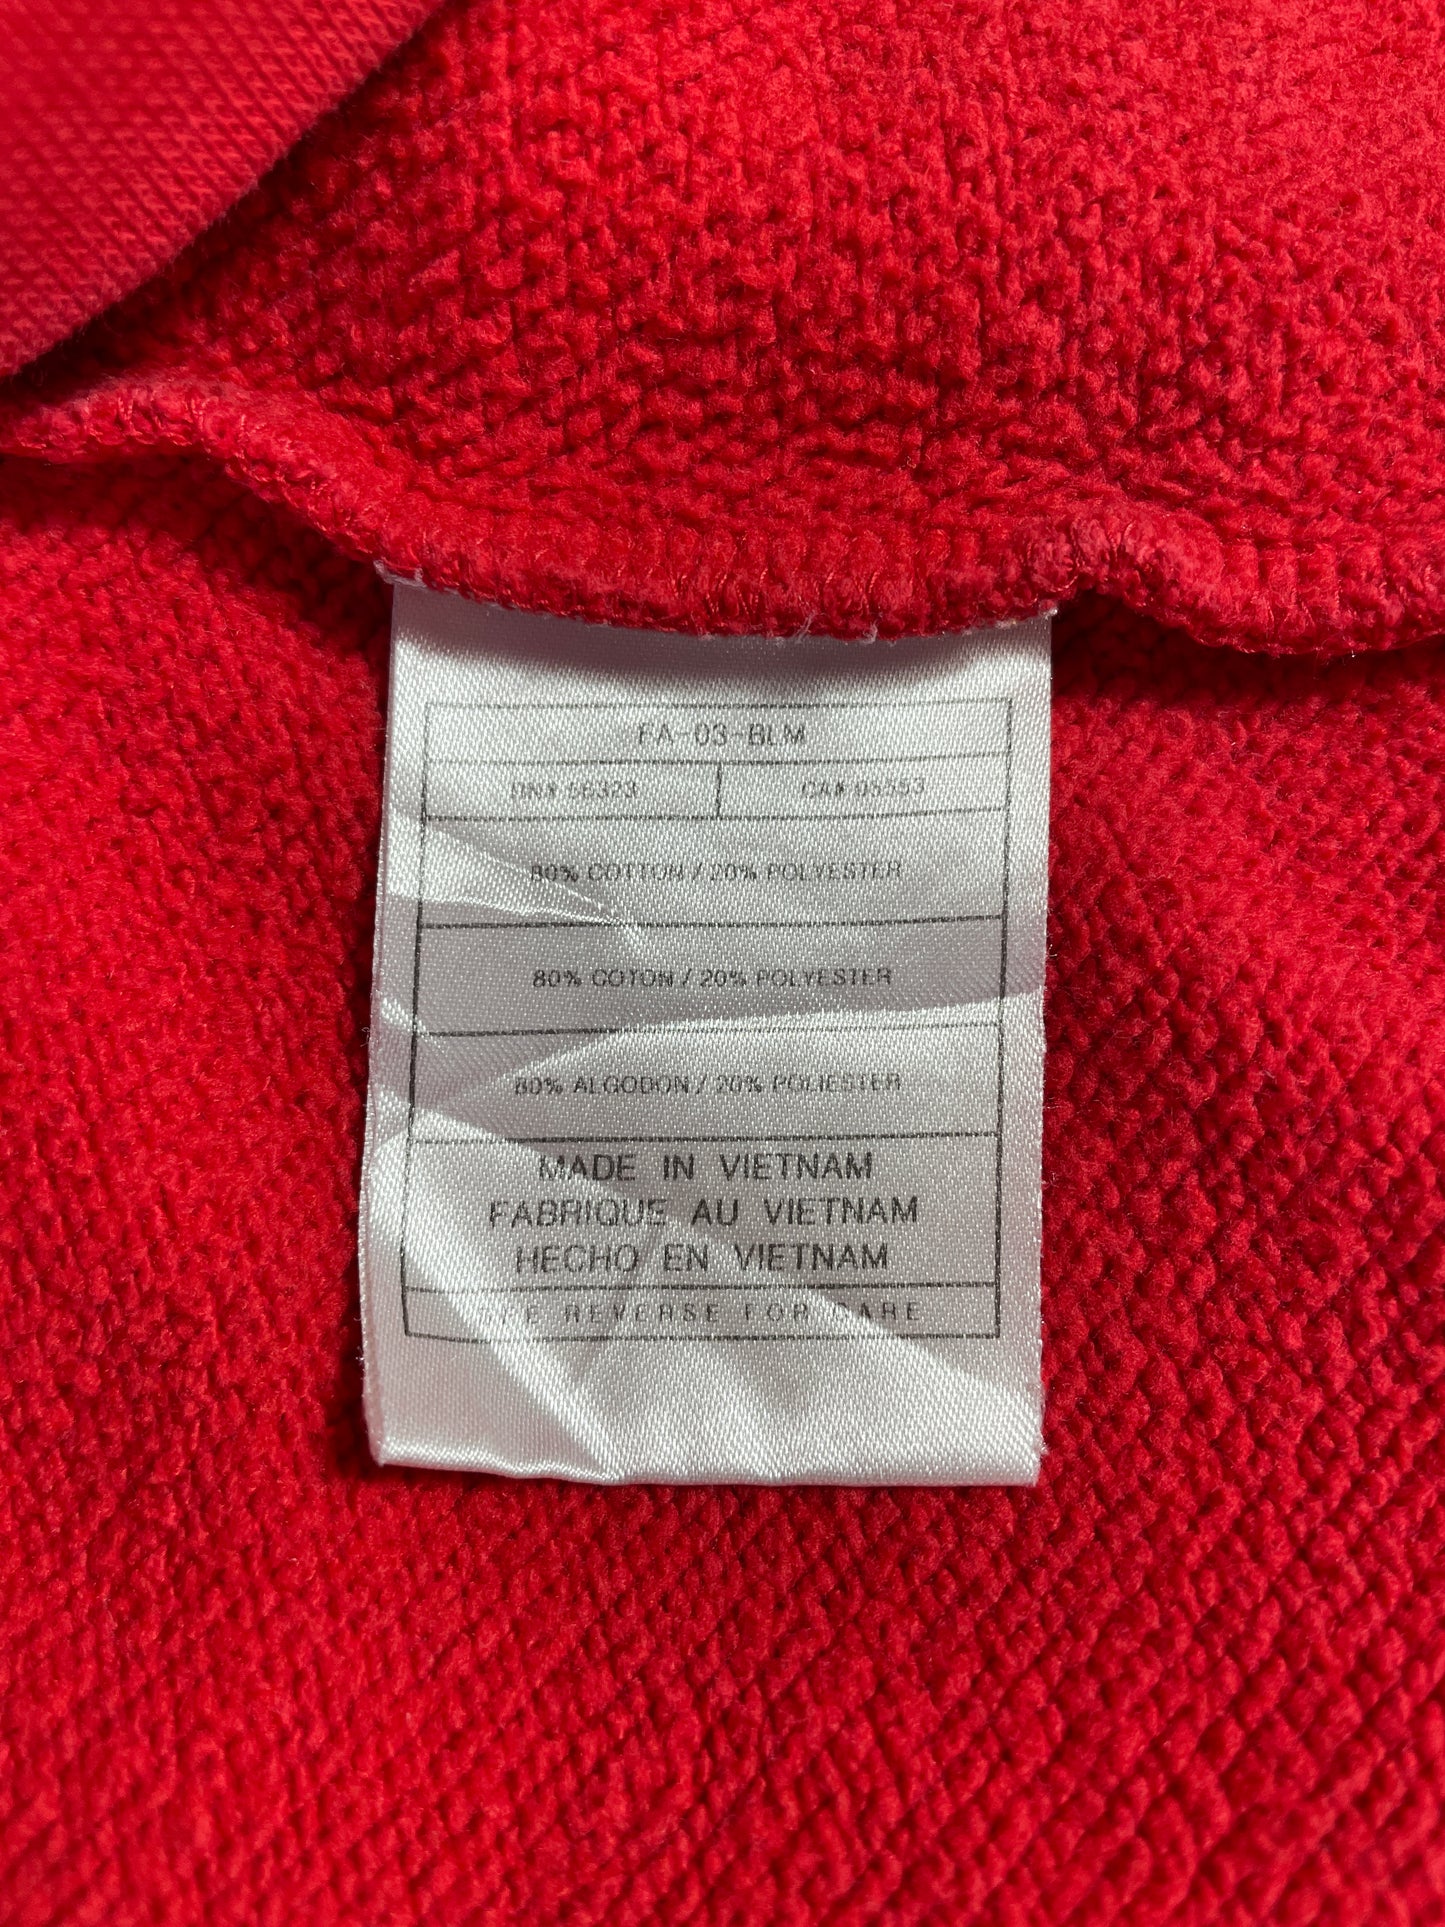 FA-03-BLM
RN# 56323
CA# 05553
80% COTTON / 20% POLYESTER
80% COTON / 20% POLYESTER
80% ALGODON / 20% POLIESTER
MADE IN VIETNAM
FABRIQUE AU VIETNAM
HECHO EN VIETNAM
REVERSE FOR CARE